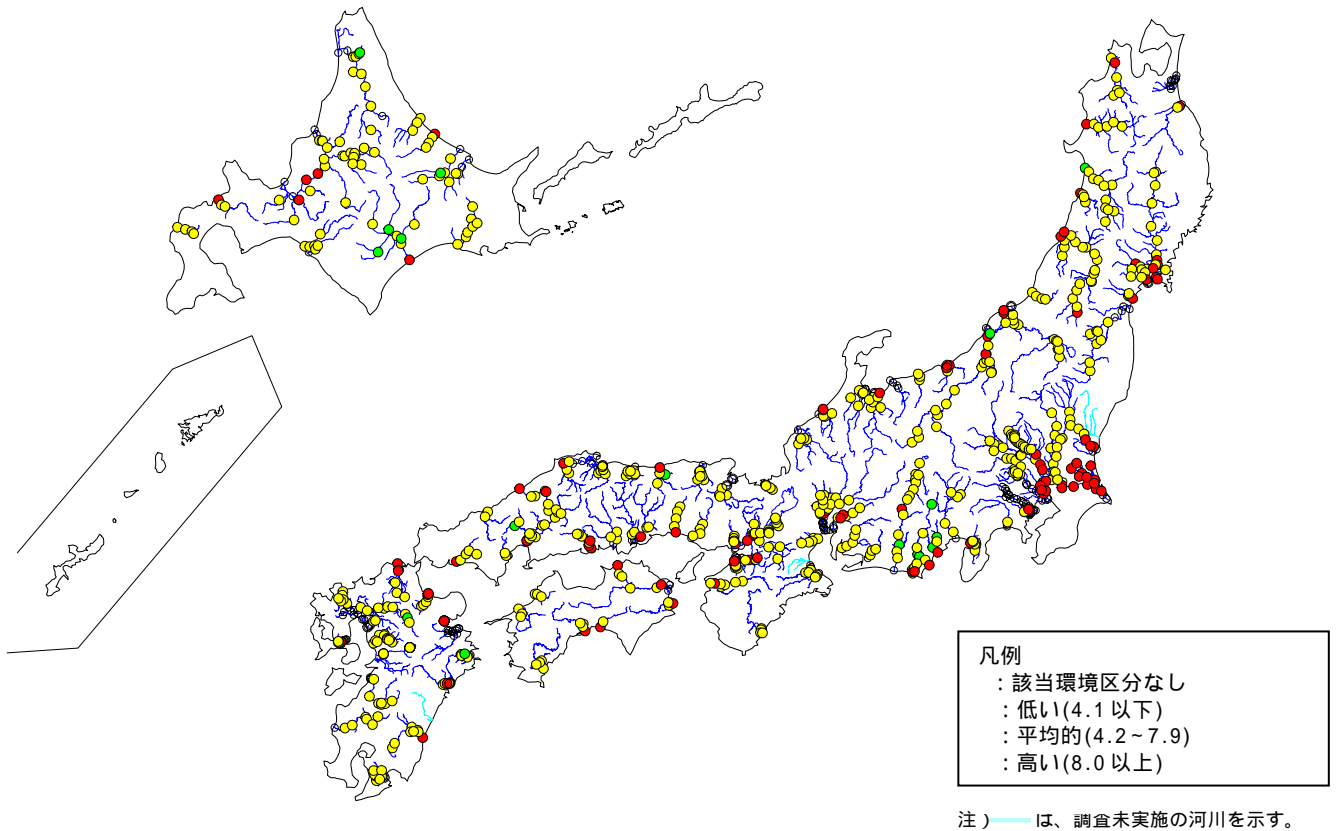 凡例
：該当環境区分なし
：低い(4.1以下)
：平均的(4.2~7.9)
：高い(8.0以上)
注） は、調査未実施の河川を示す。